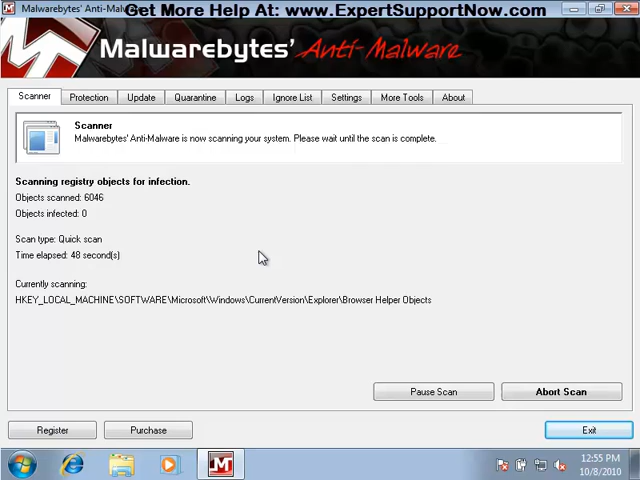 Malwarebytes' Anti-Malware
Get More Help At: www.ExpertSupportNow.com
Malwarebytes' Anti-Malware
Scanner
Protection
Update
Quarantine
Logs
Ignore List
Settings
More Tools
About
Scanner
Malwarebytes' Anti-Malware is now scanning your system. Please wait until the scan is complete.
Scanning registry objects for infection.
Objects scanned: 6046
Objects infected: 0
Scan type: Quick scan
Time elapsed: 48 second(s)
Currently scanning:
HKEY_LOCAL_MACHINE\SOFTWARE\Microsoft\Windows\CurrentVersion\Explorer\Browser Helper Objects
Pause Scan
Abort Scan
Register
Purchase
Exit
12:55 PM
10/8/2010